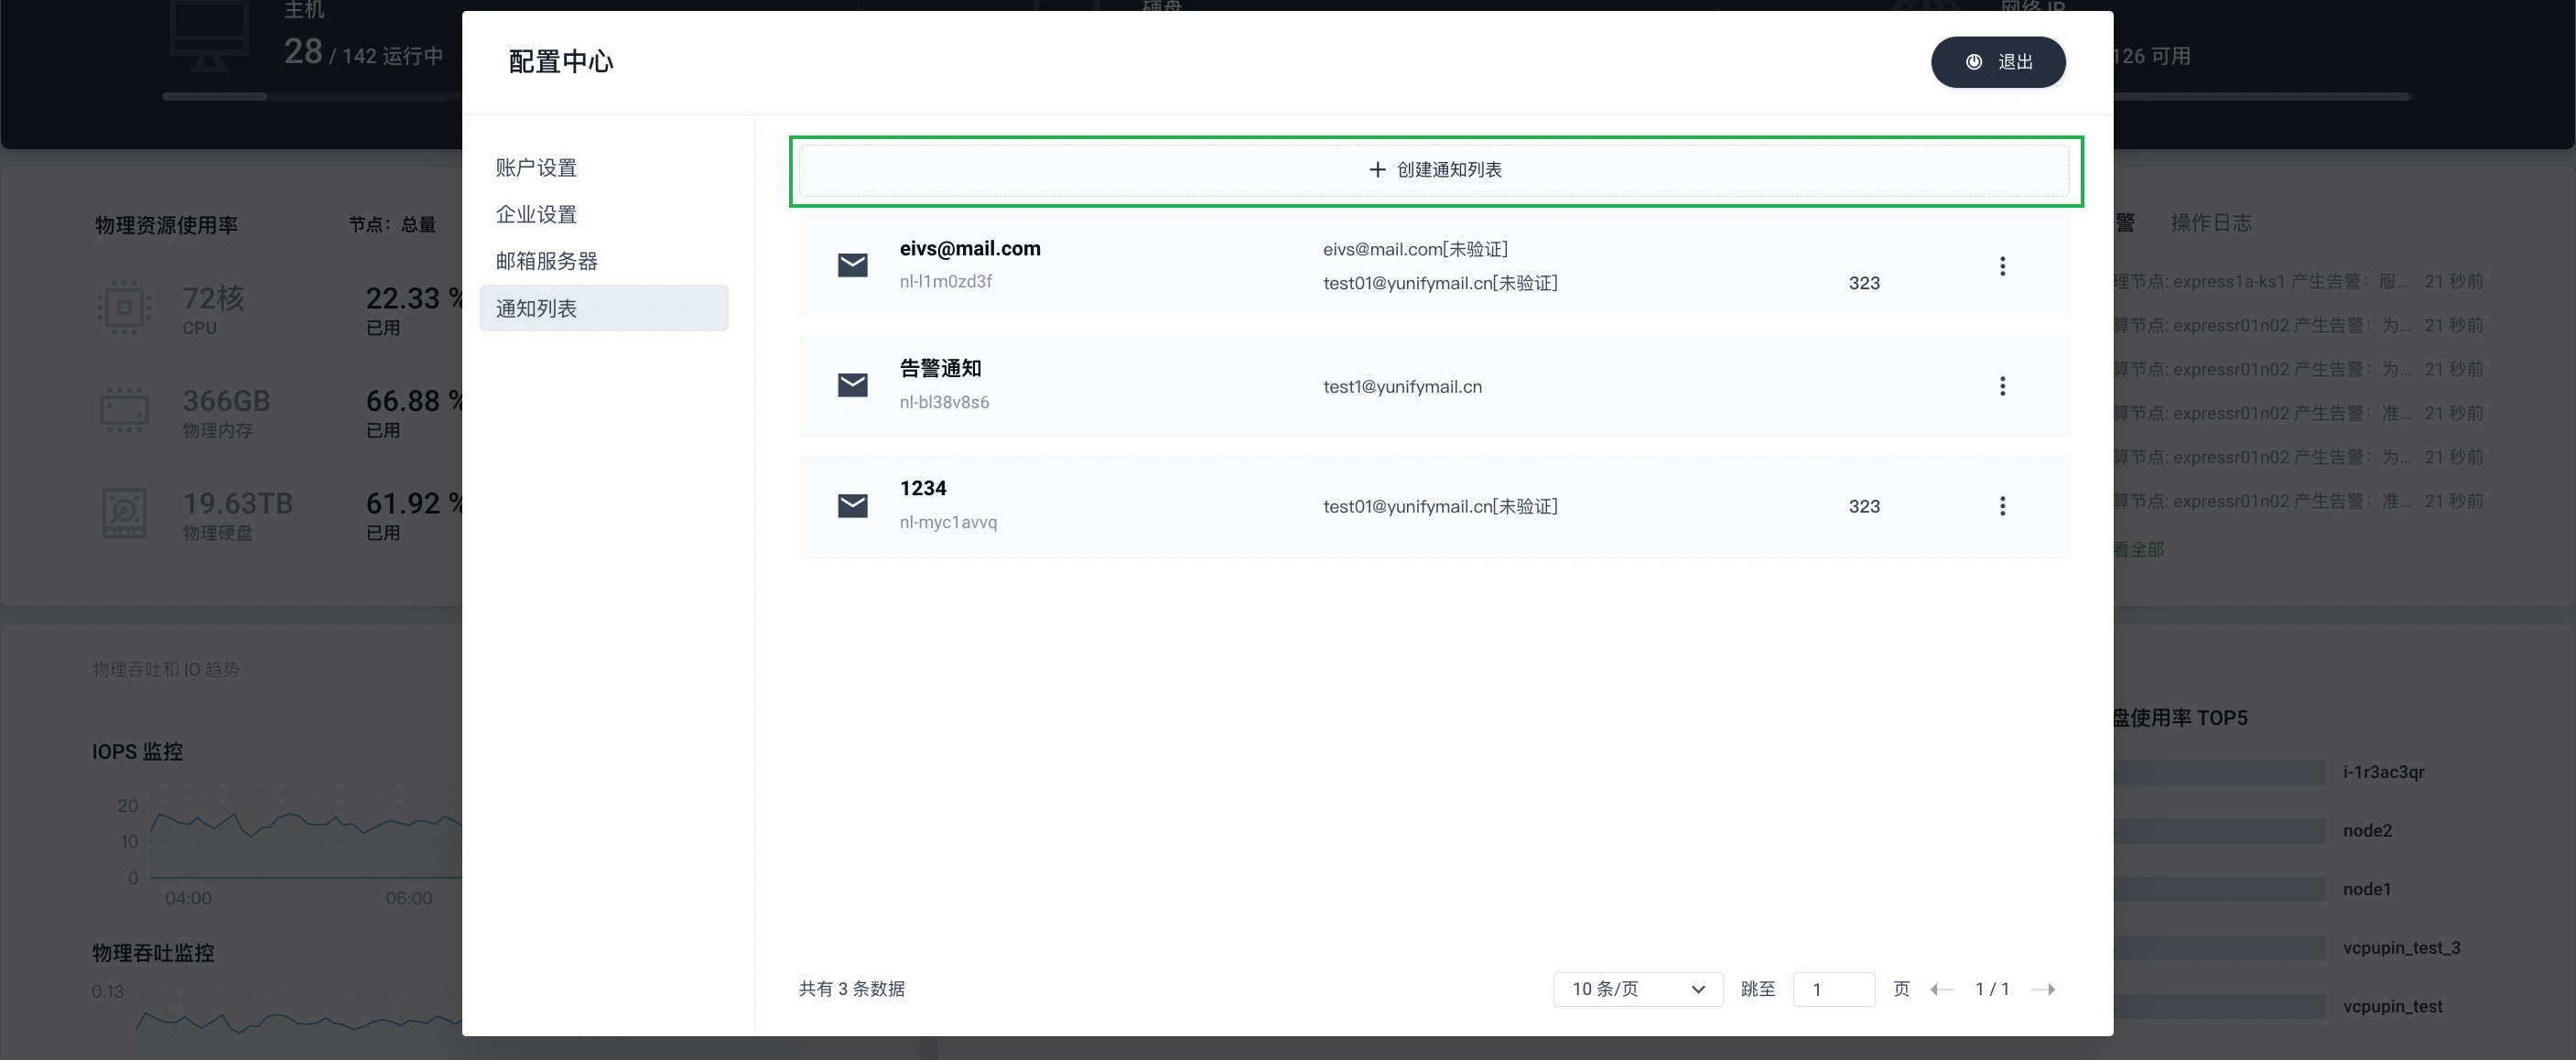 主机
28 / 142 运行中
硬盘
网络 IP
126 可用
配置中心
退出
账户设置
企业设置
邮箱服务器
通知列表
创建通知列表
eivs@mail.com
nl-l1m0zd3f
eivs@mail.com[未验证]
test01@yunifymail.cn[未验证]
323
告警通知
nl-bl38v8s6
test1@yunifymail.cn
1234
nl-myc1avvq
test01@yunifymail.cn[未验证]
323
共有 3 条数据
10 条/页
跳至
1
页
1 / 1
物理资源使用率
节点：总量
72核
CPU
22.33 %
已用
366GB
物理内存
66.88 %
已用
19.63TB
物理硬盘
61.92 %
已用
警
操作日志
理节点: express1a-ks1 产生告警：服... 21 秒前
算节点: expressr01n02 产生告警：为... 21 秒前
算节点: expressr01n02 产生告警：为... 21 秒前
算节点: expressr01n02 产生告警：准... 21 秒前
算节点: expressr01n02 产生告警：为... 21 秒前
算节点: expressr01n02 产生告警：准... 21 秒前
看全部
物理吞吐和 IO 趋势
IOPS 监控
20
10
0
04:00
06:00
物理吞吐监控
0.13
盘使用率 TOP5
i-1r3ac3qr
node2
node1
vcpupin_test_3
vcpupin_test